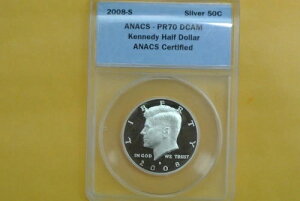 2008-S Silver 50C
ANACS - PR70 DCAM
Kennedy Half Dollar
ANACS Certified
LIBERTY
IN GOD WE TRUST
2008